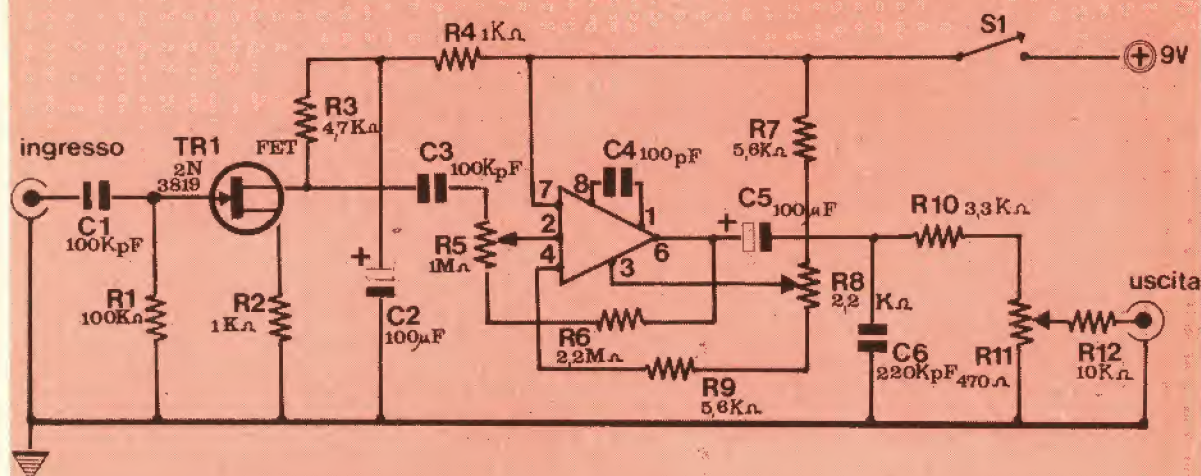 R4 1KΩ
S1
9V
R3
4,7KΩ
ingresso
TR1
2N
3819
FET
C3
100KpF
C4 100pF
R7
5,6KΩ
C1
100KpF
8
7
1
2
4
6
3
C5
100µF
R10 3,3KΩ
R5
1MΩ
R8
2,2 KΩ
uscita
R1
100KΩ
R2
1KΩ
C2
100µF
R6
2,2MΩ
C6
220KpF
R11
470Ω
R12
10KΩ
R9
5,6KΩ
+
+
+